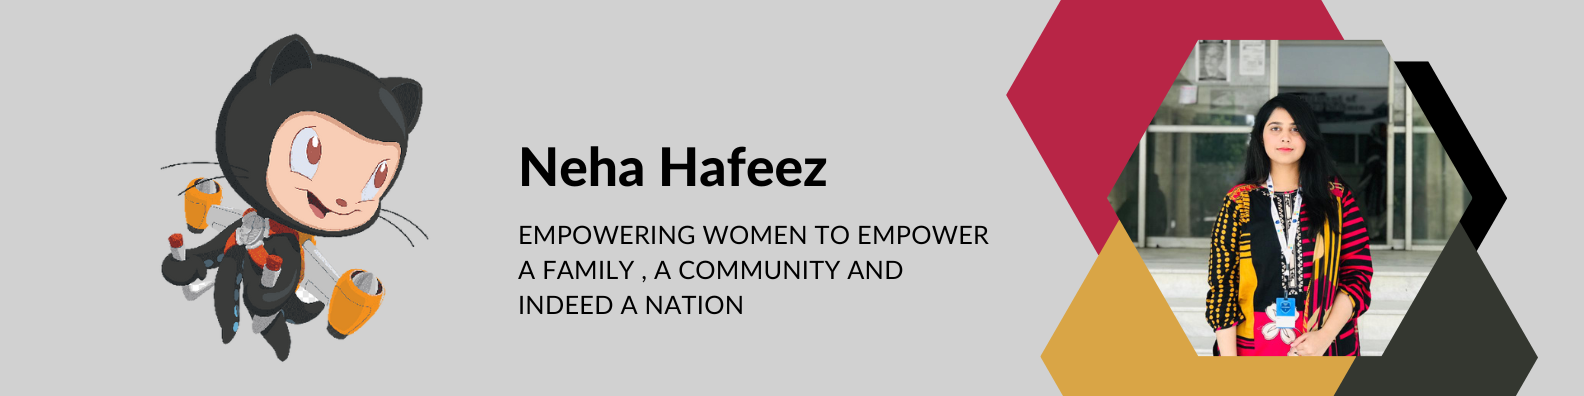 Neha Hafeez
EMPOWERING WOMEN TO EMPOWER
A FAMILY , A COMMUNITY AND
INDEED A NATION